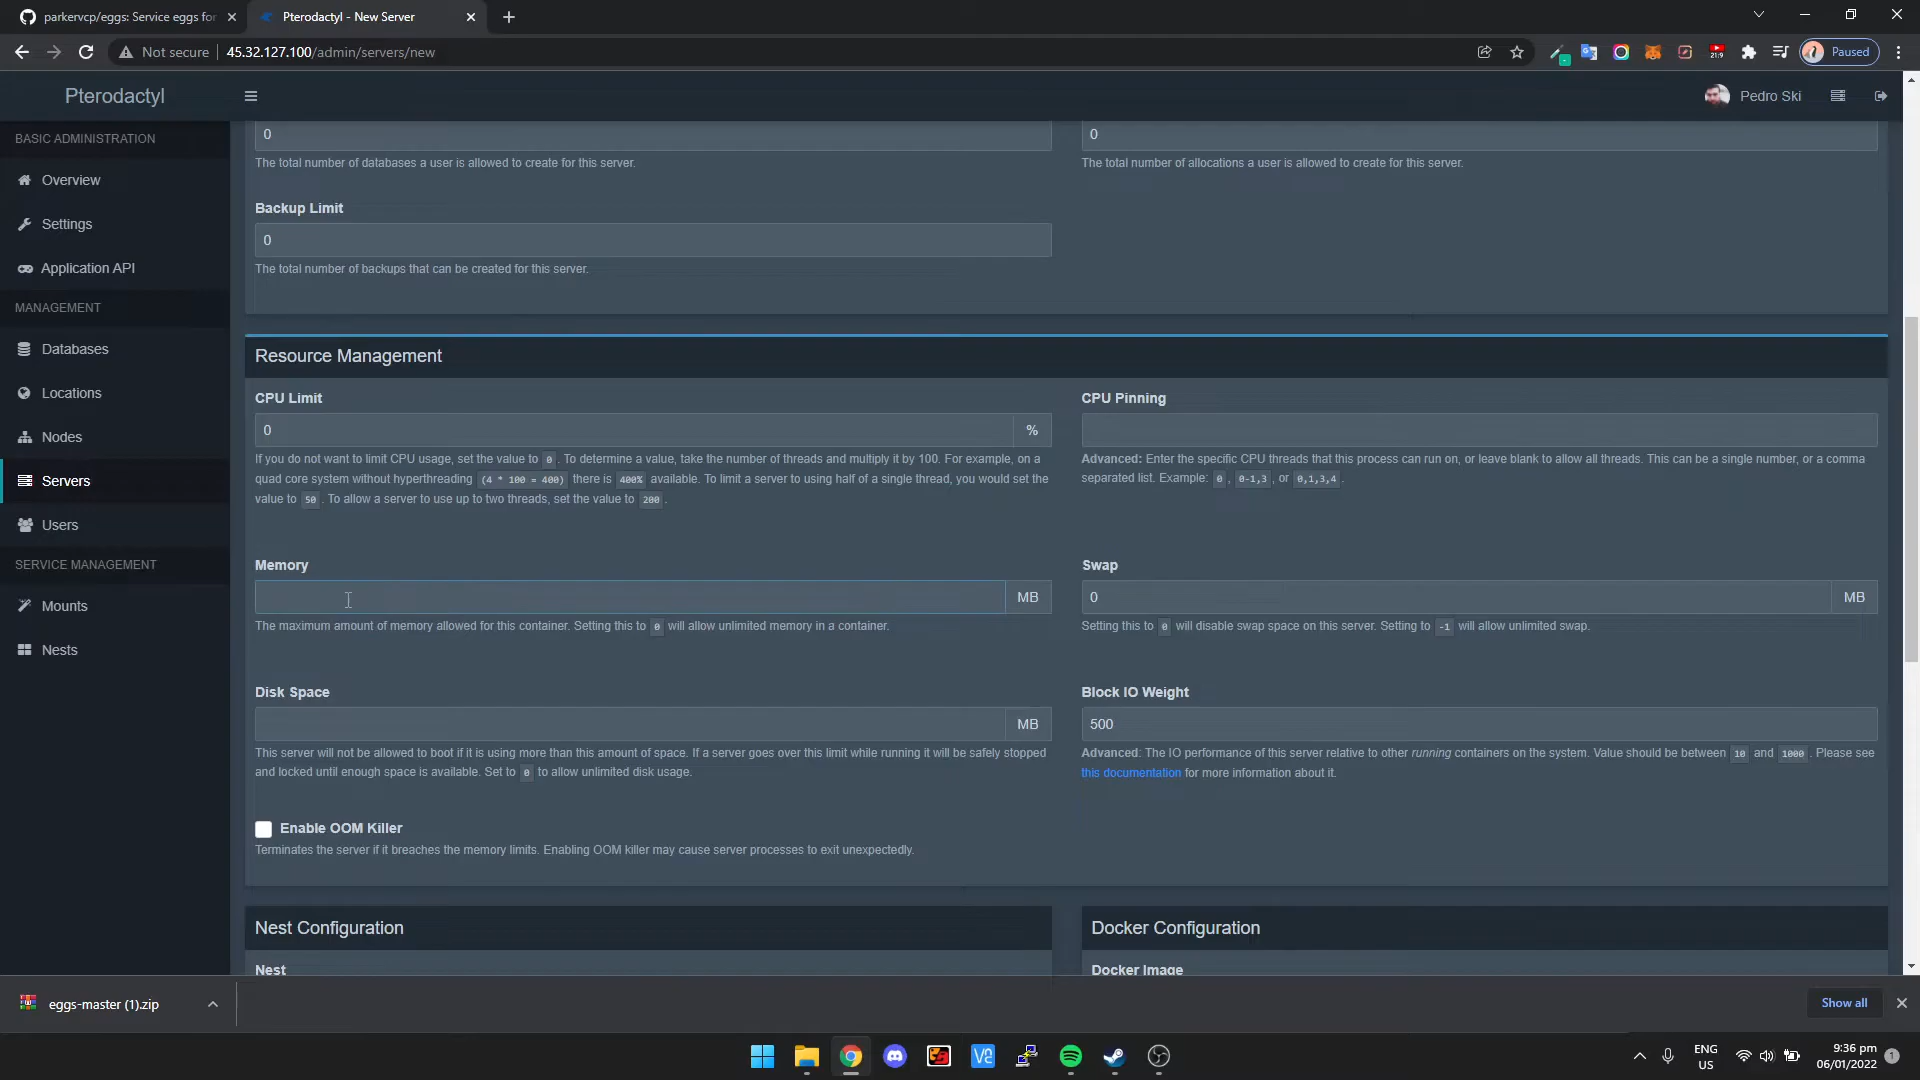 parkervcp/eggs: Service eggs for
Pterodactyl - New Server
Not secure
45.32.127.100/admin/servers/new
21:9
Paused
Pterodactyl
Pedro Ski
BASIC ADMINISTRATION
Overview
Settings
Application API
MANAGEMENT
Databases
Locations
Nodes
Servers
Users
SERVICE MANAGEMENT
Mounts
Nests
0
The total number of databases a user is allowed to create for this server.
0
The total number of allocations a user is allowed to create for this server.
Backup Limit
0
The total number of backups that can be created for this server.
Resource Management
CPU Limit
0 %
If you do not want to limit CPU usage, set the value to 0 . To determine a value, take the number of threads and multiply it by 100. For example, on a
quad core system without hyperthreading (4 * 100 = 400) there is 400% available. To limit a server to using half of a single thread, you would set the
value to 50 . To allow a server to use up to two threads, set the value to 200 .
CPU Pinning
Advanced: Enter the specific CPU threads that this process can run on, or leave blank to allow all threads. This can be a single number, or a comma
separated list. Example: 0 , 0-1,3 , or 0,1,3,4 .
Memory
MB
The maximum amount of memory allowed for this container. Setting this to 0 will allow unlimited memory in a container.
Swap
0 MB
Setting this to 0 will disable swap space on this server. Setting to -1 will allow unlimited swap.
Disk Space
MB
This server will not be allowed to boot if it is using more than this amount of space. If a server goes over this limit while running it will be safely stopped
and locked until enough space is available. Set to 0 to allow unlimited disk usage.
Block IO Weight
500
Advanced: The IO performance of this server relative to other running containers on the system. Value should be between 10 and 1000 . Please see
this documentation for more information about it.
Enable OOM Killer
Terminates the server if it breaches the memory limits. Enabling OOM killer may cause server processes to exit unexpectedly.
Nest Configuration
Nest
Docker Configuration
Docker Image
eggs-master (1).zip
Show all
ENG
US
9:36 pm
06/01/2022
1